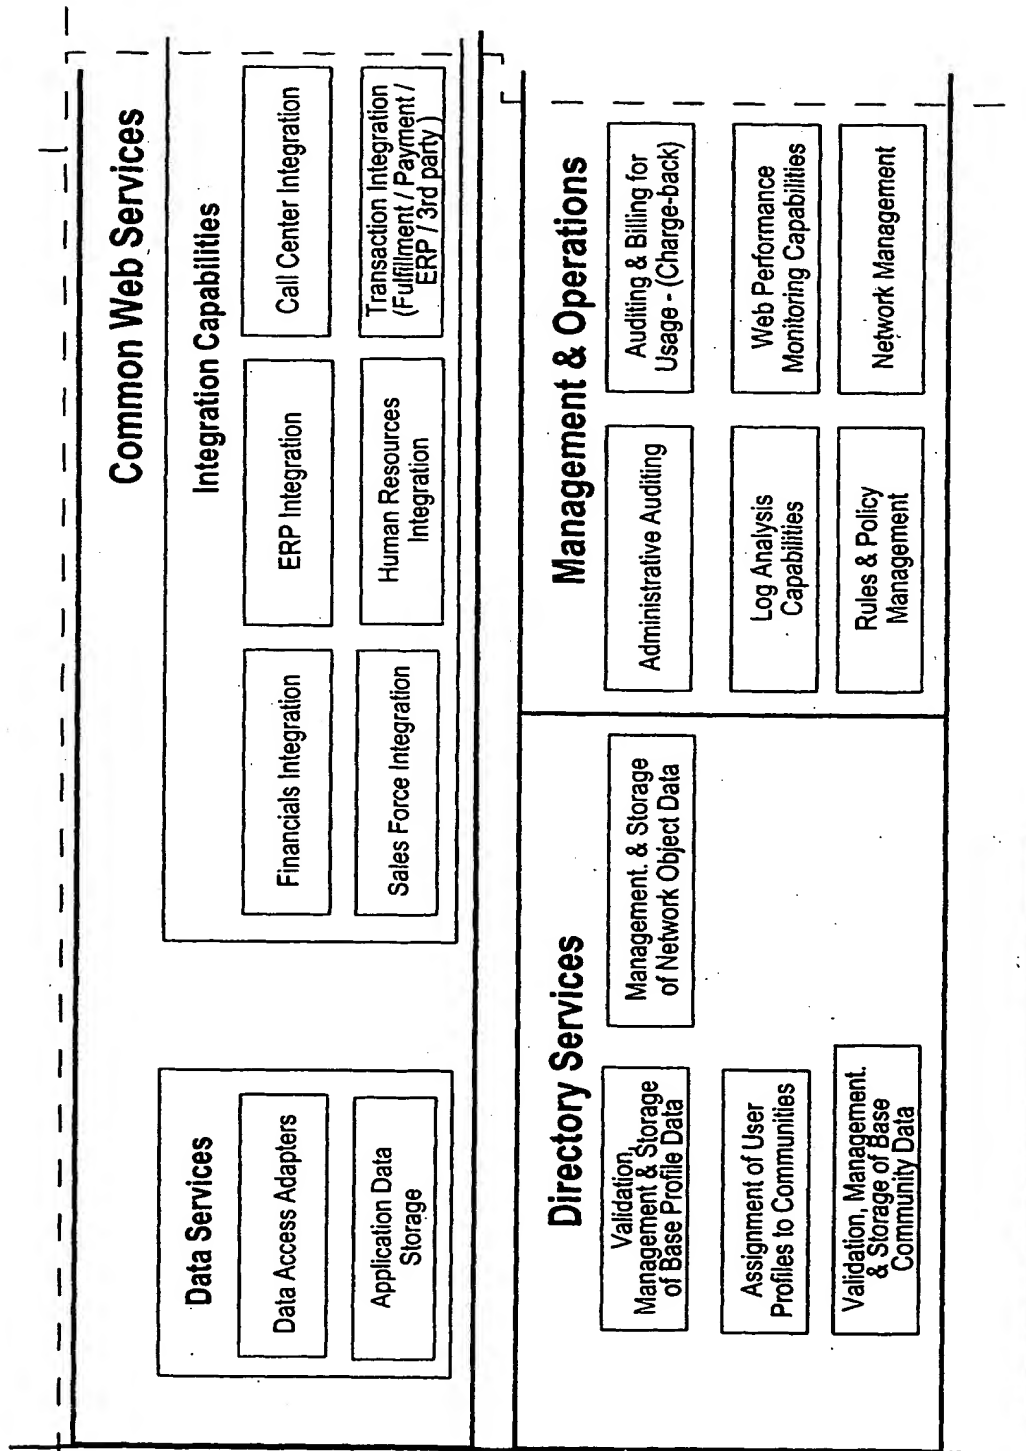 Common Web Services
Data Services
Data Access Adapters
Application Data
Storage
Integration Capabilities
Financials Integration
ERP Integration
Call Center Integration
Sales Force Integration
Human Resources
Integration
Transaction Integration
(Fulfillment / Payment /
ERP / 3rd party )
Directory Services
Validation,
Management & Storage
of Base Profile Data
Management. & Storage
of Network Object Data
Assignment of User
Profiles to Communities
Validation, Management.
& Storage of Base
Community Data
Management & Operations
Administrative Auditing
Auditing & Billing for
Usage - (Charge-back)
Log Analysis
Capabilities
Web Performance
Monitoring Capabilities
Rules & Policy
Management
Network Management